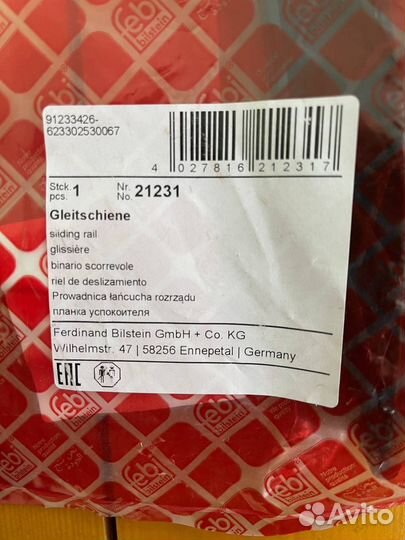 febi
bilstein
91233426-
623302530067
4 027816 212317
Stck. 1 Nr. 21231
pcs. No.
Gleitschiene
sliding rail
glissière
binario scorrevole
riel de deslizamiento
Prowadnica łańcucha rozrządu
планка успокоителя
Ferdinand Bilstein GmbH + Co. KG
Wilhelmstr. 47 | 58256 Ennepetal | Germany
EAC
febi
bilstein
Avito